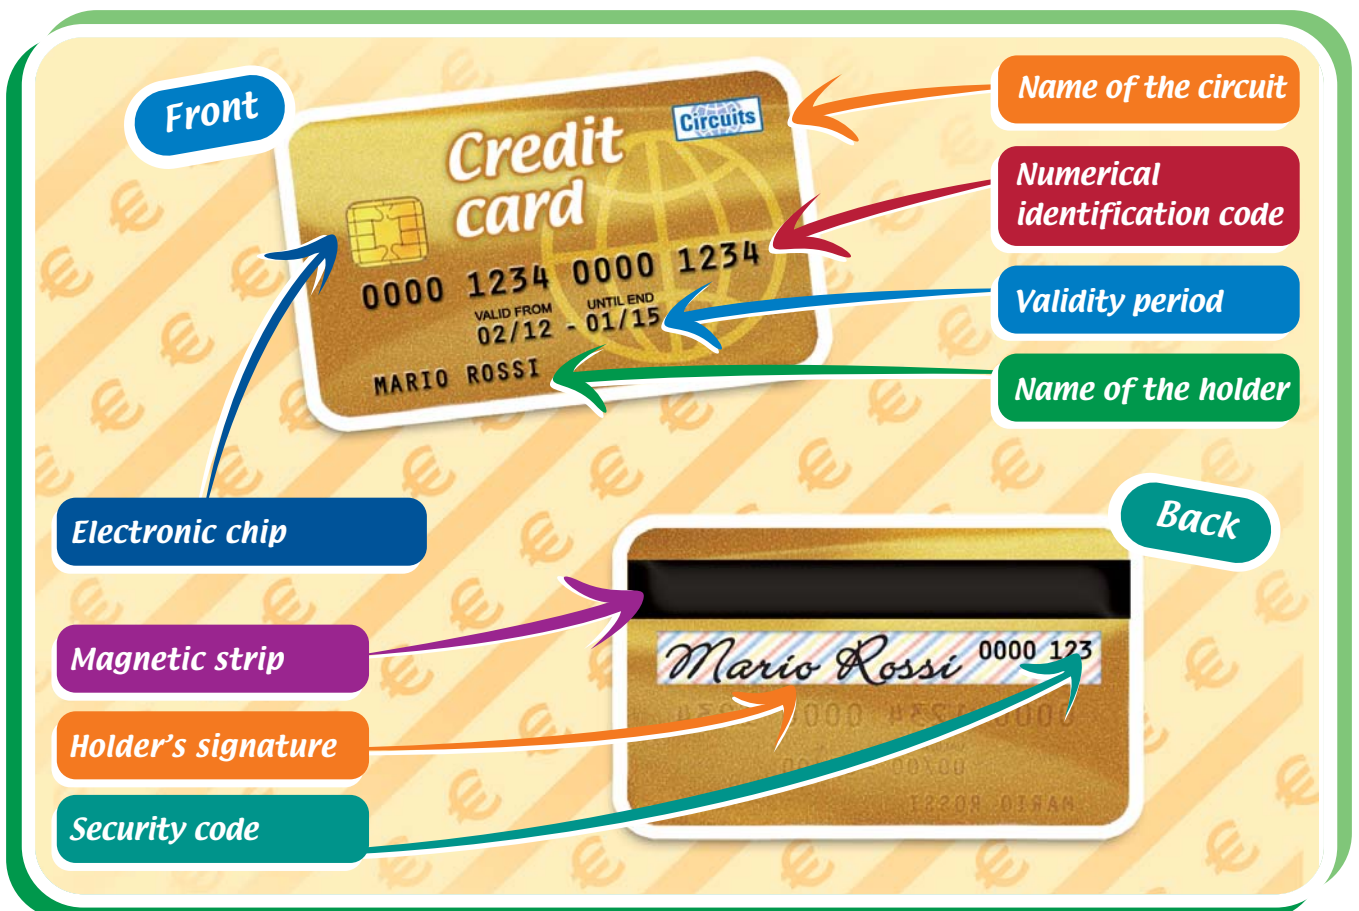 Front
Circuits
Credit
card
0000 1234 0000 1234
VALID FROM UNTIL END
02/12 - 01/15
MARIO ROSSI
Name of the circuit
Numerical
identification code
Validity period
Name of the holder
Electronic chip
Magnetic strip
Holder's signature
Security code
Back
Mario Rossi 0000 123
MARIO ROSSI